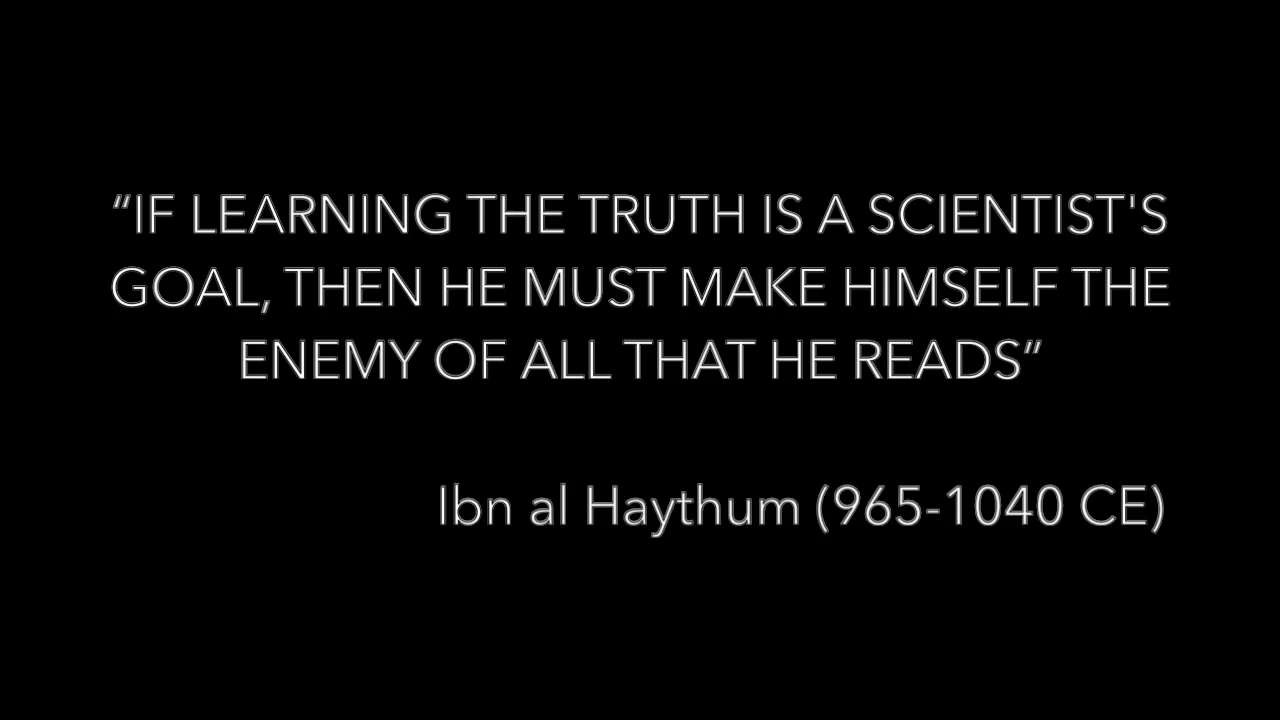 “IF LEARNING THE TRUTH IS A SCIENTIST'S
GOAL, THEN HE MUST MAKE HIMSELF THE
ENEMY OF ALL THAT HE READS”
Ibn al Haythum (965-1040 CE)